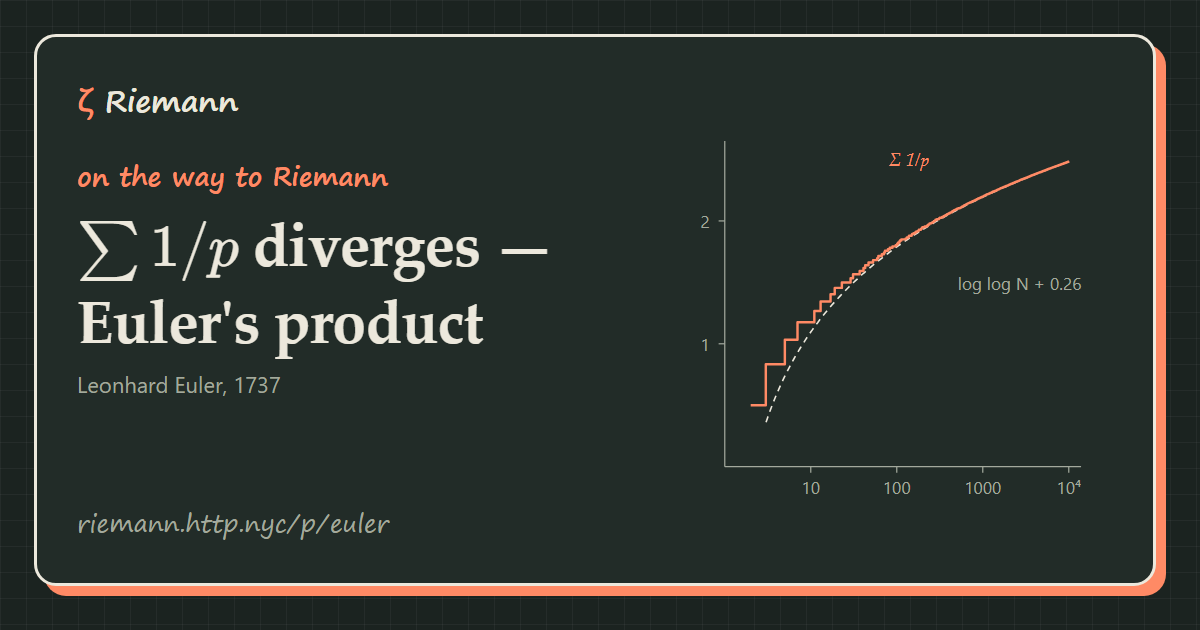 ζ Riemann
on the way to Riemann
∑ 1/p diverges —
Euler's product
Leonhard Euler, 1737
riemann.http.nyc/p/euler
Σ 1/p
2
log log N + 0.26
1
10 100 1000 10⁴